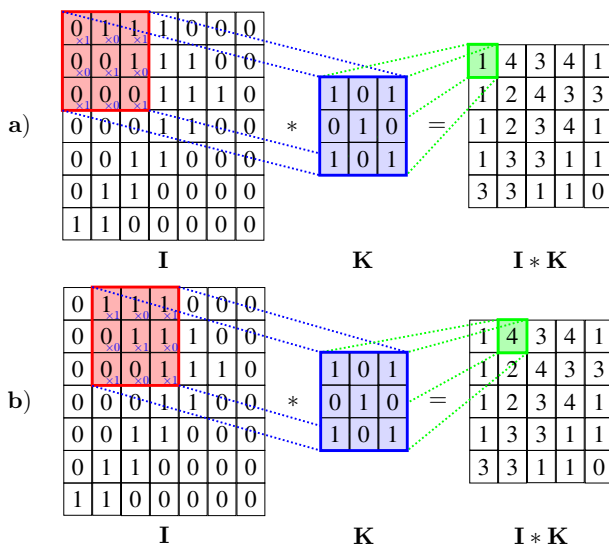 0 1 1 1 0 0 0
×1 ×0 ×1
0 0 1 1 1 0 0 1 4 3 4 1
×0 ×1 ×0
0 0 0 1 1 1 0 1 0 1 1 2 4 3 3
×1 ×0 ×1
a) 0 0 0 1 1 0 0 * 0 1 0 = 1 2 3 4 1
0 0 1 1 0 0 0 1 0 1 1 3 3 1 1
0 1 1 0 0 0 0 3 3 1 1 0
1 1 0 0 0 0 0
I K I * K
0 1 1 1 0 0 0
×1 ×0 ×1
0 0 1 1 1 0 0 1 4 3 4 1
×0 ×1 ×0
0 0 0 1 1 1 0 1 0 1 1 2 4 3 3
×1 ×0 ×1
b) 0 0 0 1 1 0 0 * 0 1 0 = 1 2 3 4 1
0 0 1 1 0 0 0 1 0 1 1 3 3 1 1
0 1 1 0 0 0 0 3 3 1 1 0
1 1 0 0 0 0 0
I K I * K